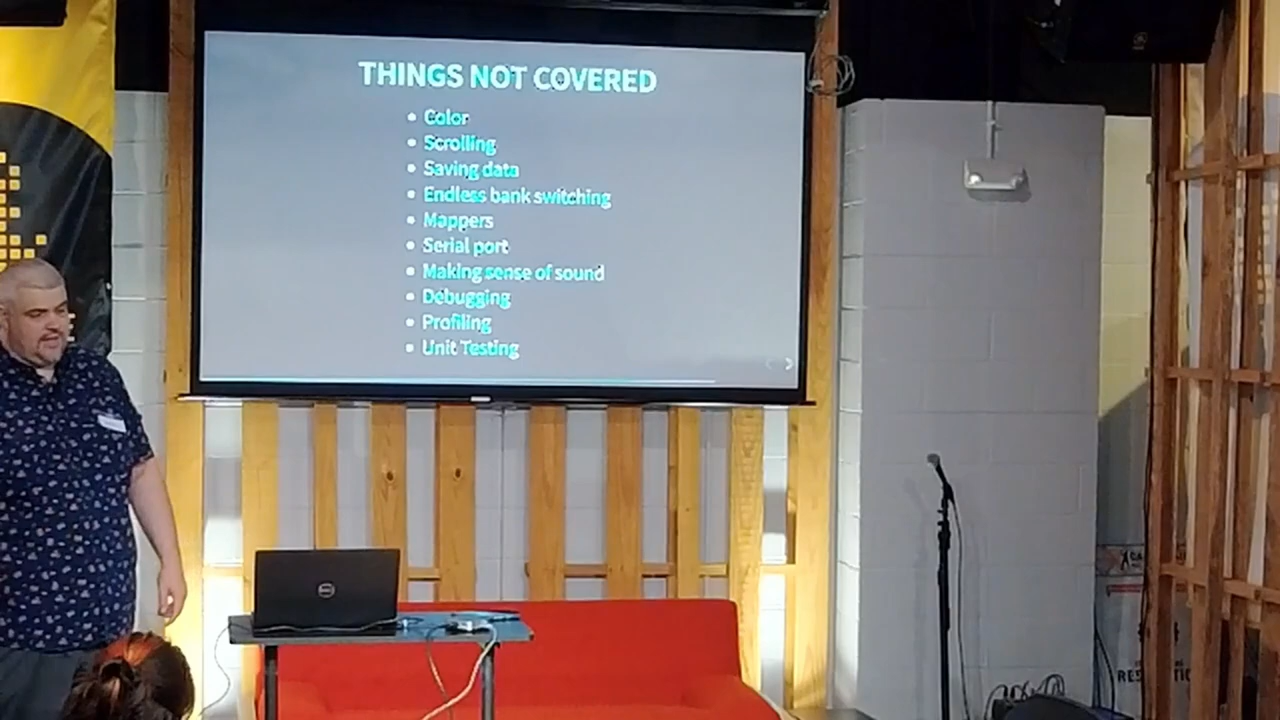 THINGS NOT COVERED
Color
Scrolling
Saving data
Endless bank switching
Mappers
Serial port
Making sense of sound
Debugging
Profiling
Unit Testing
DELL